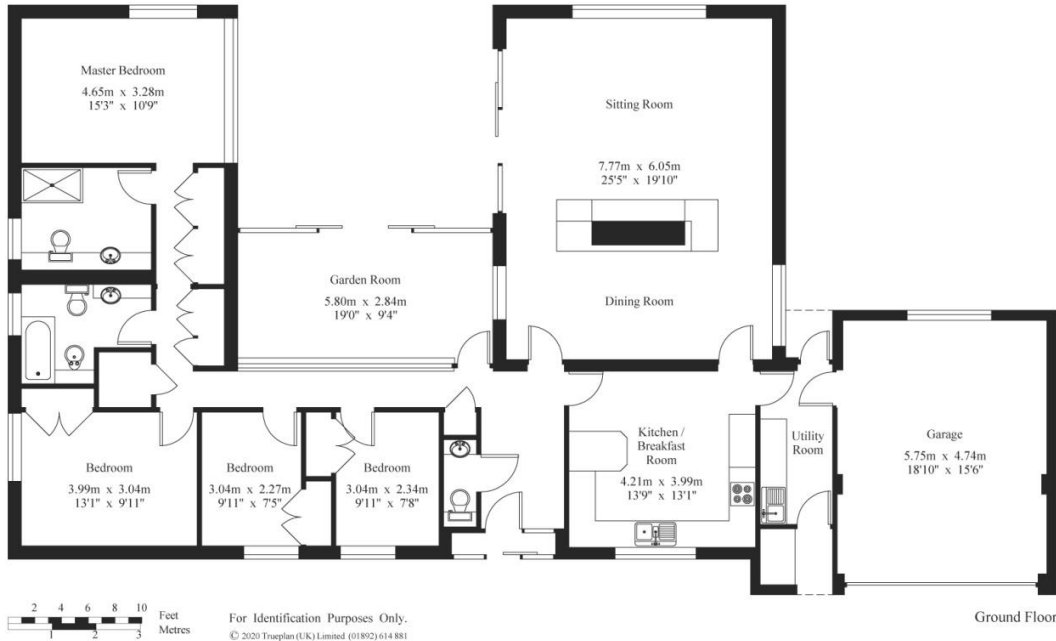 Master Bedroom
4.65m x 3.28m
15'3" x 10'9"
Sitting Room
7.77m x 6.05m
25'5" x 19'10"
Garden Room
5.80m x 2.84m
19'0" x 9'4"
Dining Room
Bedroom
3.99m x 3.04m
13'1" x 9'11"
Bedroom
3.04m x 2.27m
9'11" x 7'5"
Bedroom
3.04m x 2.34m
9'11" x 7'8"
Kitchen /
Breakfast
Room
4.21m x 3.99m
13'9" x 13'1"
Utility
Room
Garage
5.75m x 4.74m
18'10" x 15'6"
2 4 6 8 10 Feet
1 2 3 Metres
For Identification Purposes Only.
© 2020 Trueplan (UK) Limited (01892) 614 881
Ground Floor